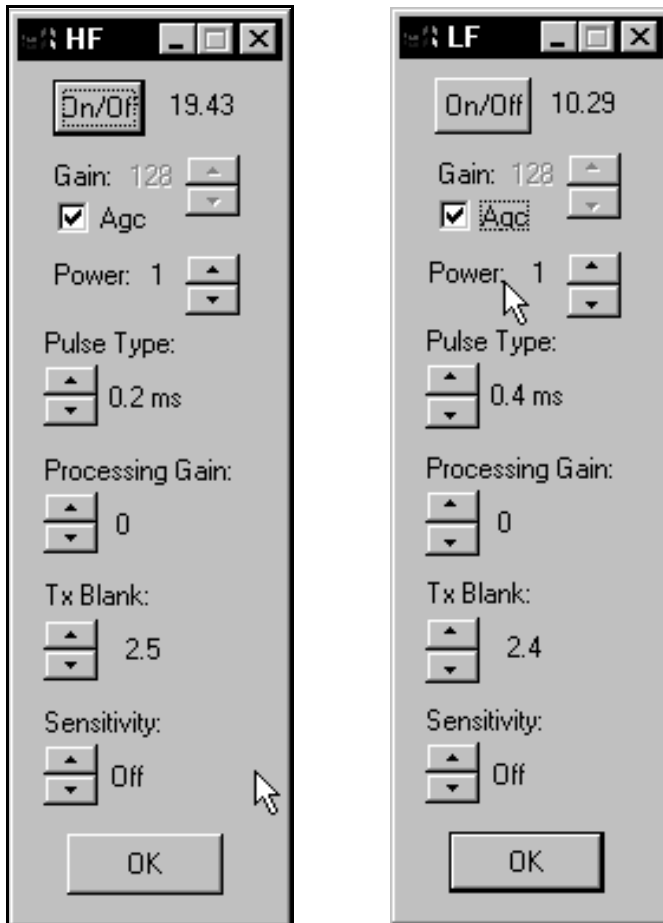 HF
On/Off 19.43
Gain: 128
Agc
Power: 1
Pulse Type:
0.2 ms
Processing Gain:
0
Tx Blank:
2.5
Sensitivity:
Off
OK
LF
On/Off 10.29
Gain: 128
Agc
Power: 1
Pulse Type:
0.4 ms
Processing Gain:
0
Tx Blank:
2.4
Sensitivity:
Off
OK